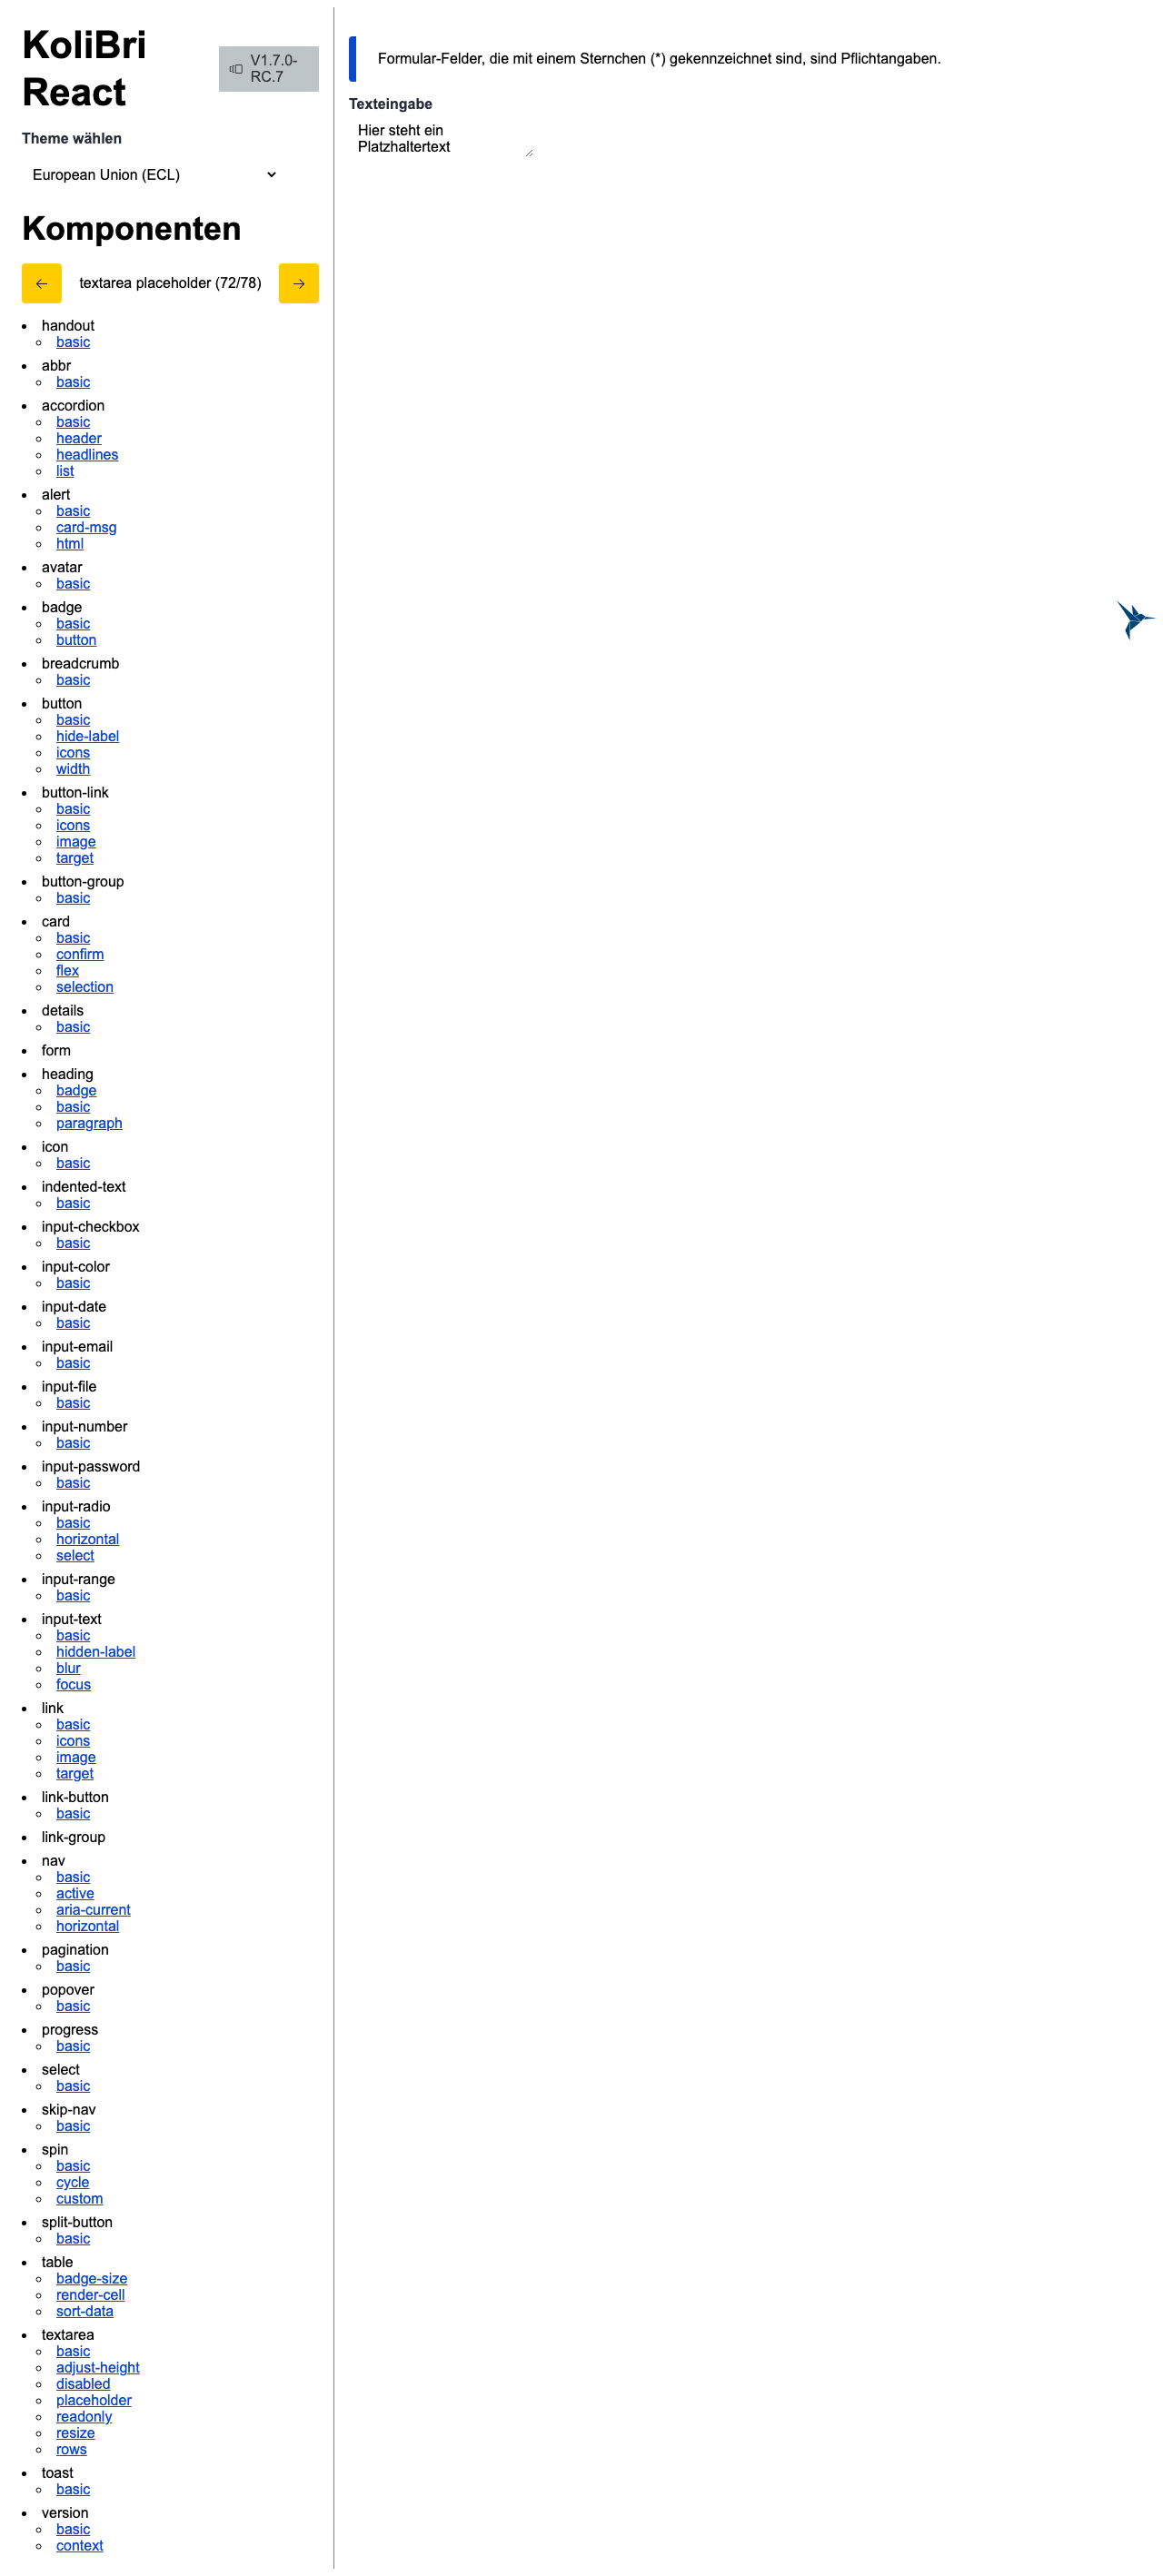 KoliBri
React
V1.7.0-
RC.7
Theme wählen
European Union (ECL)
Komponenten
textarea placeholder (72/78)
handout
basic
abbr
basic
accordion
basic
header
headlines
list
alert
basic
card-msg
html
avatar
basic
badge
basic
button
breadcrumb
basic
button
basic
hide-label
icons
width
button-link
basic
icons
image
target
button-group
basic
card
basic
confirm
flex
selection
details
basic
form
heading
badge
basic
paragraph
icon
basic
indented-text
basic
input-checkbox
basic
input-color
basic
input-date
basic
input-email
basic
input-file
basic
input-number
basic
input-password
basic
input-radio
basic
horizontal
select
input-range
basic
input-text
basic
hidden-label
blur
focus
link
basic
icons
image
target
link-button
basic
link-group
nav
basic
active
aria-current
horizontal
pagination
basic
popover
basic
progress
basic
select
basic
skip-nav
basic
spin
basic
cycle
custom
split-button
basic
table
badge-size
render-cell
sort-data
textarea
basic
adjust-height
disabled
placeholder
readonly
resize
rows
toast
basic
version
basic
context
Formular-Felder, die mit einem Sternchen (*) gekennzeichnet sind, sind Pflichtangaben.
Texteingabe
Hier steht ein
Platzhaltertext